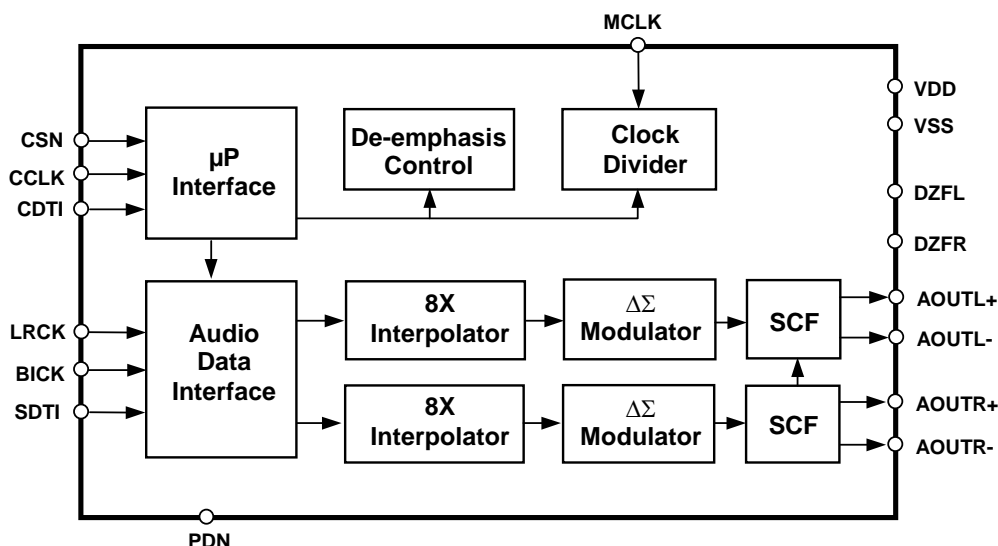 MCLK
VDD
CSN
µP
Interface
De-emphasis
Control
Clock
Divider
VSS
CCLK
CDTI
DZFL
DZFR
LRCK
Audio
Data
Interface
8X
Interpolator
ΔΣ
Modulator
SCF
AOUTL+
AOUTL-
BICK
SDTI
8X
Interpolator
ΔΣ
Modulator
SCF
AOUTR+
AOUTR-
PDN